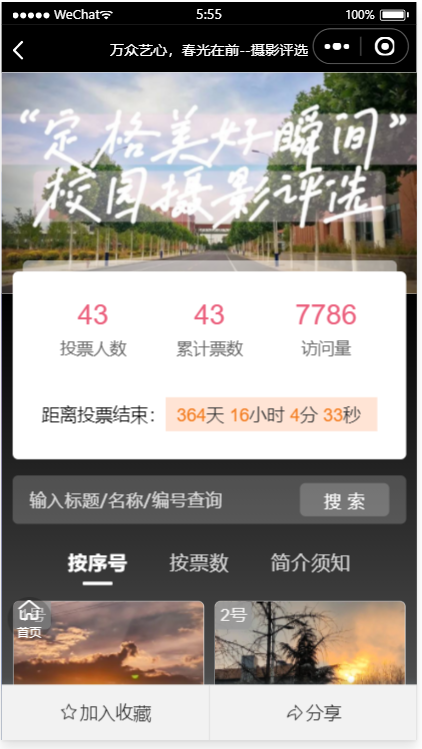 WeChat
5:55
100%
万众艺心，春光在前--摄影评选
“定格美好瞬间”
校园摄影评选
43
43
7786
投票人数
累计票数
访问量
距离投票结束：
364天 16小时 4分 33秒
输入标题/名称/编号查询
搜 索
按序号
按票数
简介须知
号
2号
首页
加入收藏
分享